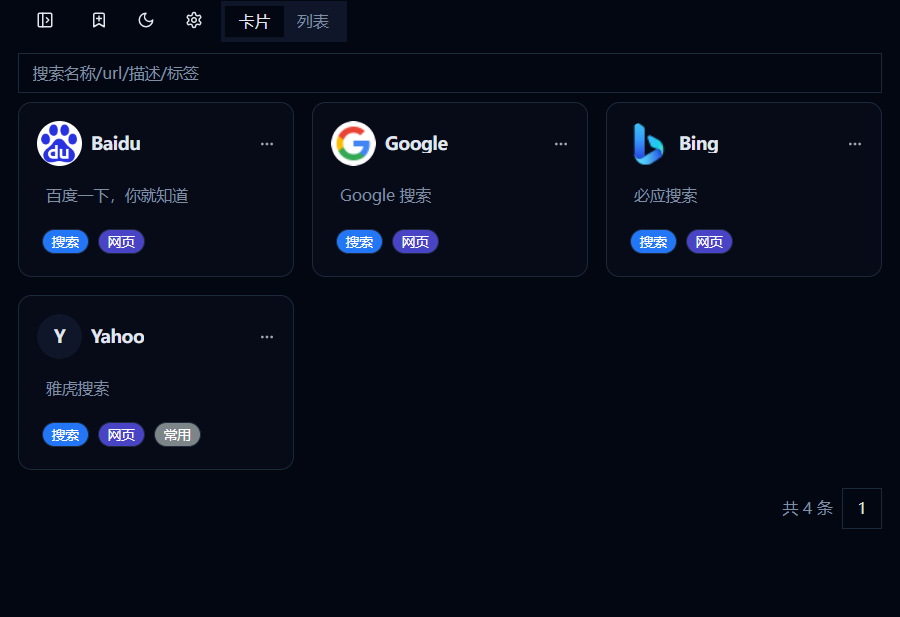 卡片 列表
搜索名称/url/描述/标签
du Baidu ... G Google ... Bing ...
百度一下，你就知道 Google 搜索 必应搜索
搜索 网页 搜索 网页 搜索 网页
Y Yahoo ...
雅虎搜索
搜索 网页 常用
共 4 条 1